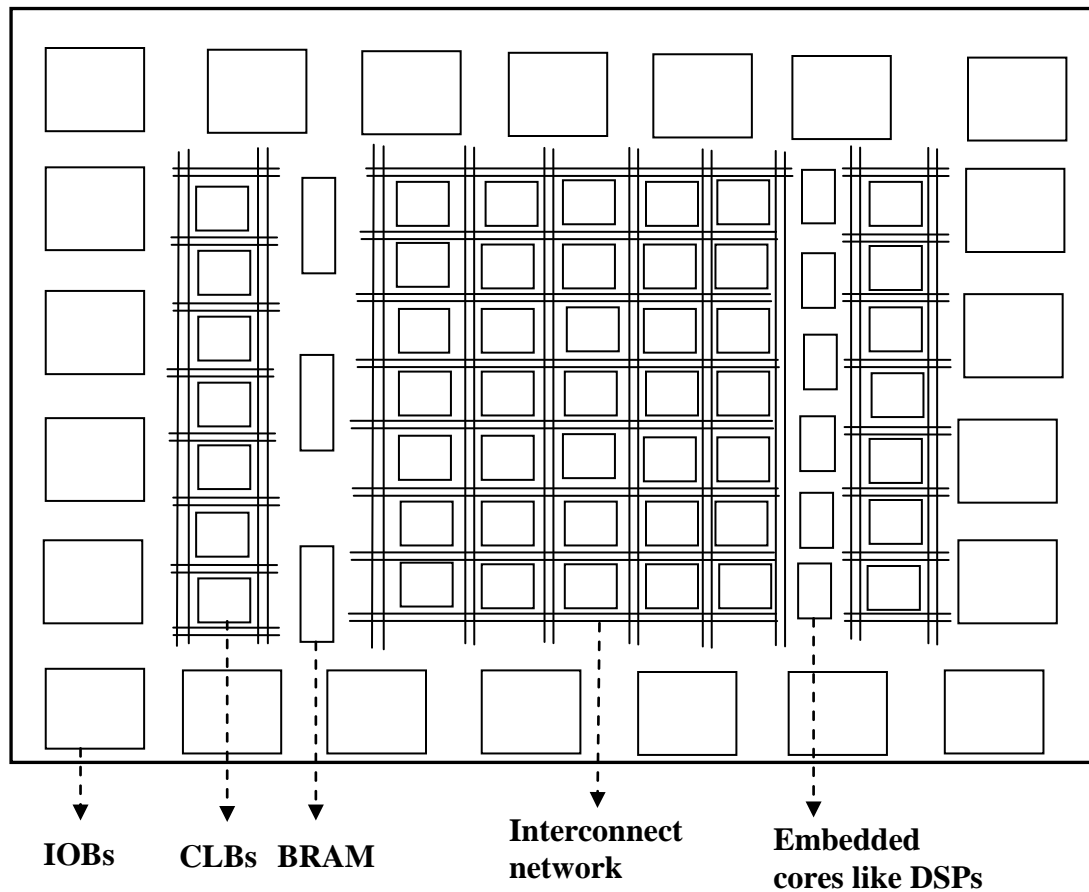 IOBs
CLBs
BRAM
Interconnect
network
Embedded
cores like DSPs